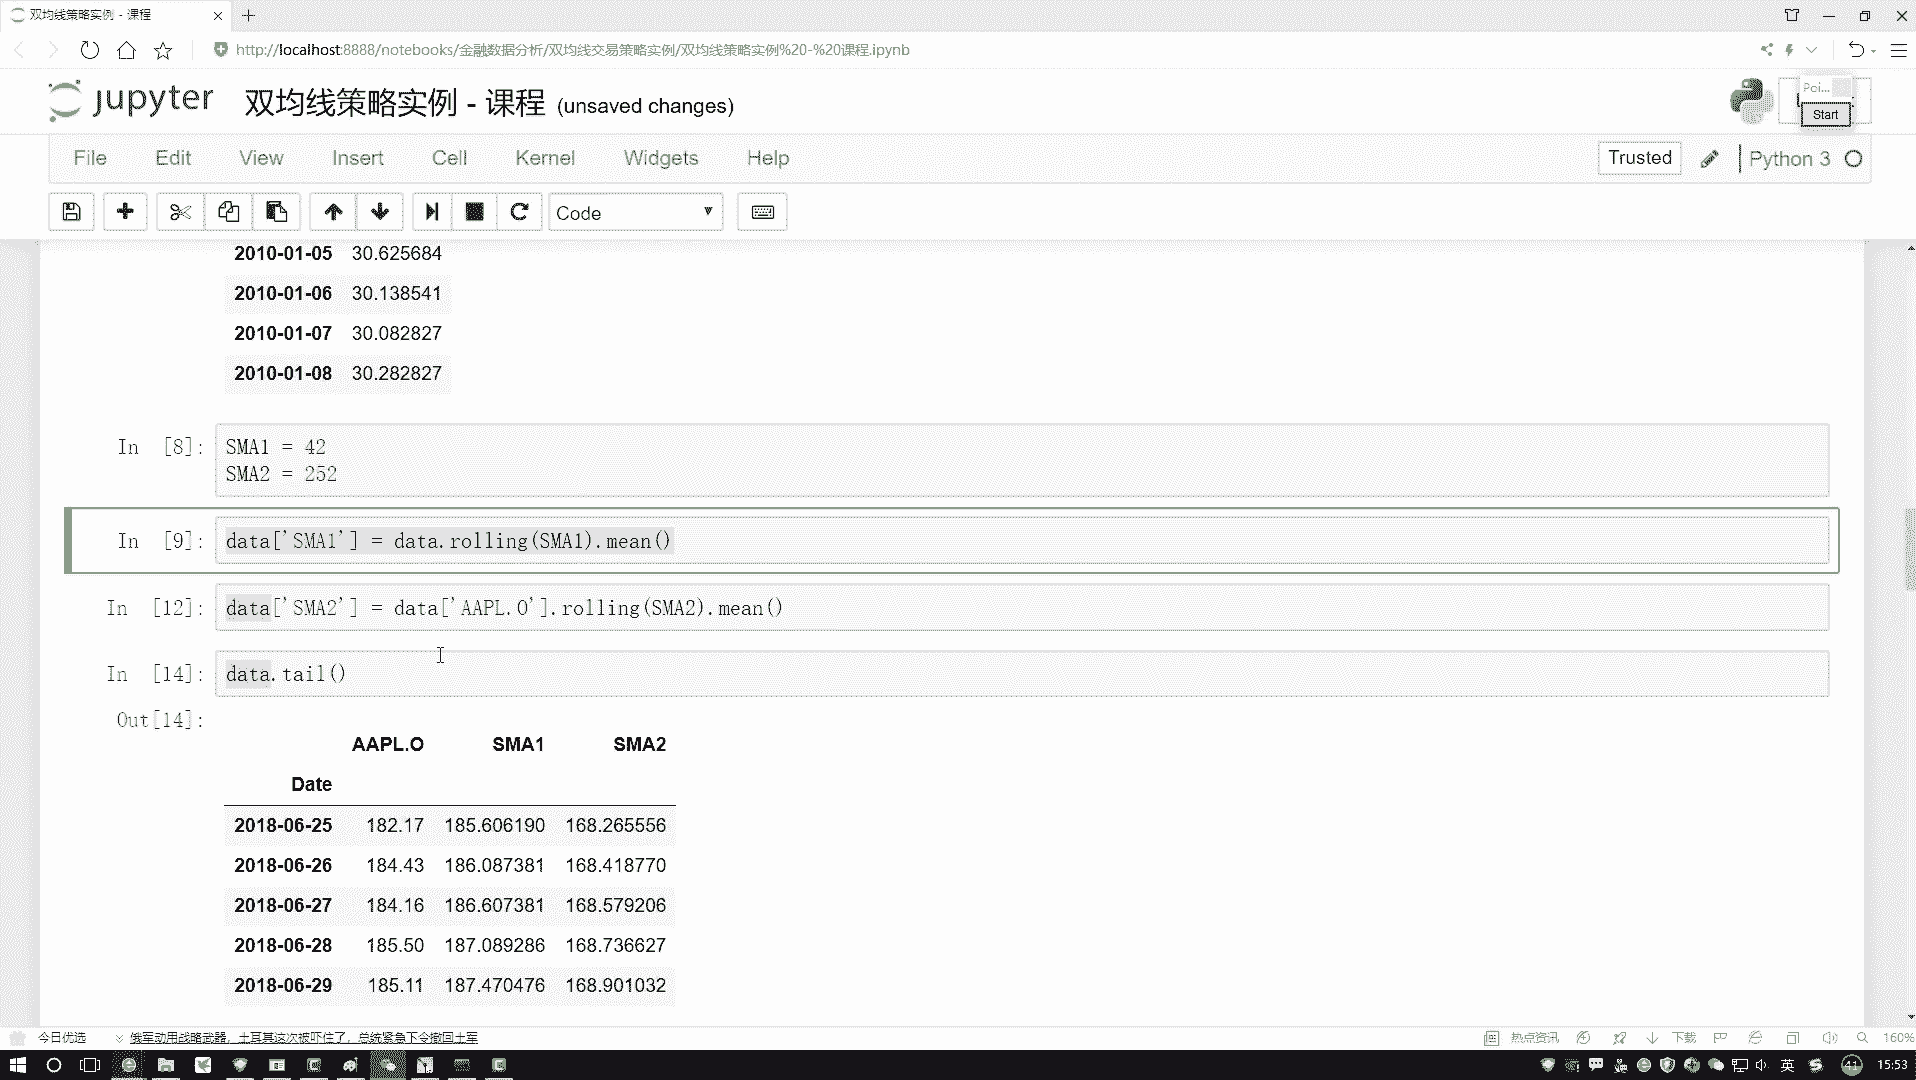 双均线策略实例 - 课程
http://localhost:8888/notebooks/金融数据分析/双均线交易策略实例/双均线策略实例%20-%20课程.ipynb
jupyter 双均线策略实例 - 课程 (unsaved changes)
Poi...
Start
File Edit View Insert Cell Kernel Widgets Help
Trusted Python 3
Code
2010-01-05 30.625684
2010-01-06 30.138541
2010-01-07 30.082827
2010-01-08 30.282827
In [8]: SMA1 = 42
SMA2 = 252
In [9]: data['SMA1'] = data.rolling(SMA1).mean()
In [12]: data['SMA2'] = data['AAPL.O'].rolling(SMA2).mean()
In [14]: data.tail()
Out[14]:
AAPL.O SMA1 SMA2
Date
2018-06-25 182.17 185.606190 168.265556
2018-06-26 184.43 186.087381 168.418770
2018-06-27 184.16 186.607381 168.579206
2018-06-28 185.50 187.089286 168.736627
2018-06-29 185.11 187.470476 168.901032
今日优选 俄军动用战略武器，土耳其这次被吓住了，总统紧急下令撤回土军
热点资讯 下载 160%
英 41 15:53